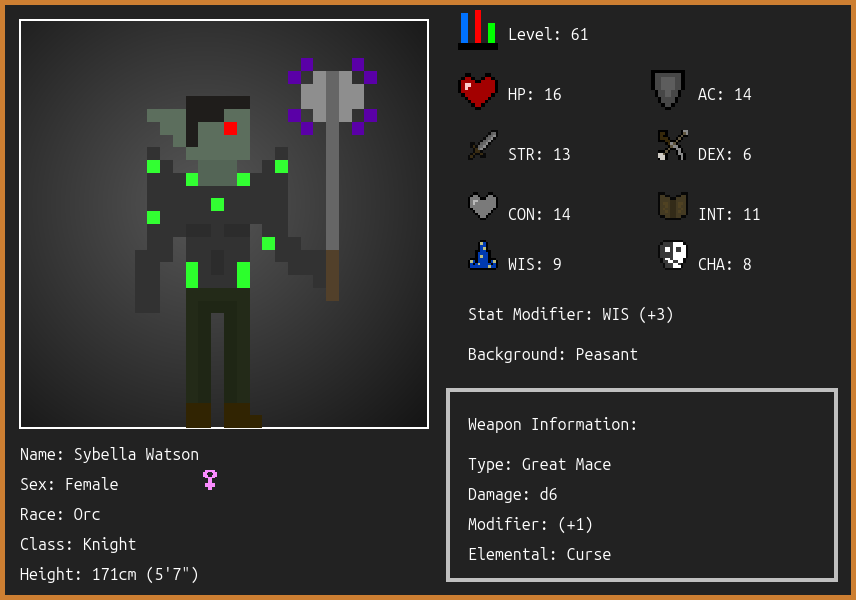 Level: 61
HP: 16
AC: 14
STR: 13
DEX: 6
CON: 14
INT: 11
WIS: 9
CHA: 8
Stat Modifier: WIS (+3)
Background: Peasant
Weapon Information:
Type: Great Mace
Damage: d6
Modifier: (+1)
Elemental: Curse
Name: Sybella Watson
Sex: Female
Race: Orc
Class: Knight
Height: 171cm (5'7")